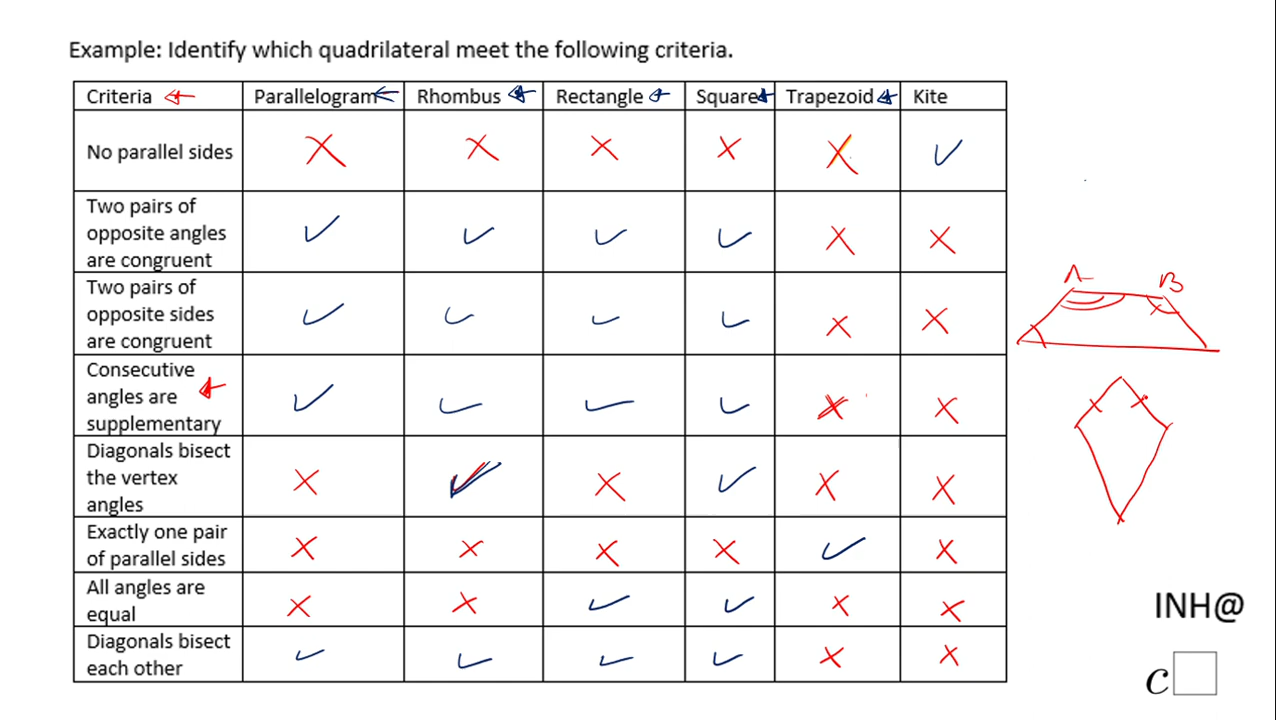 Example: Identify which quadrilateral meet the following criteria.
Criteria Parallelogram Rhombus Rectangle Square Trapezoid Kite
No parallel sides
Two pairs of
opposite angles
are congruent
Two pairs of
opposite sides
are congruent
Consecutive
angles are
supplementary
Diagonals bisect
the vertex
angles
Exactly one pair
of parallel sides
All angles are
equal
Diagonals bisect
each other
A B
INH@
c